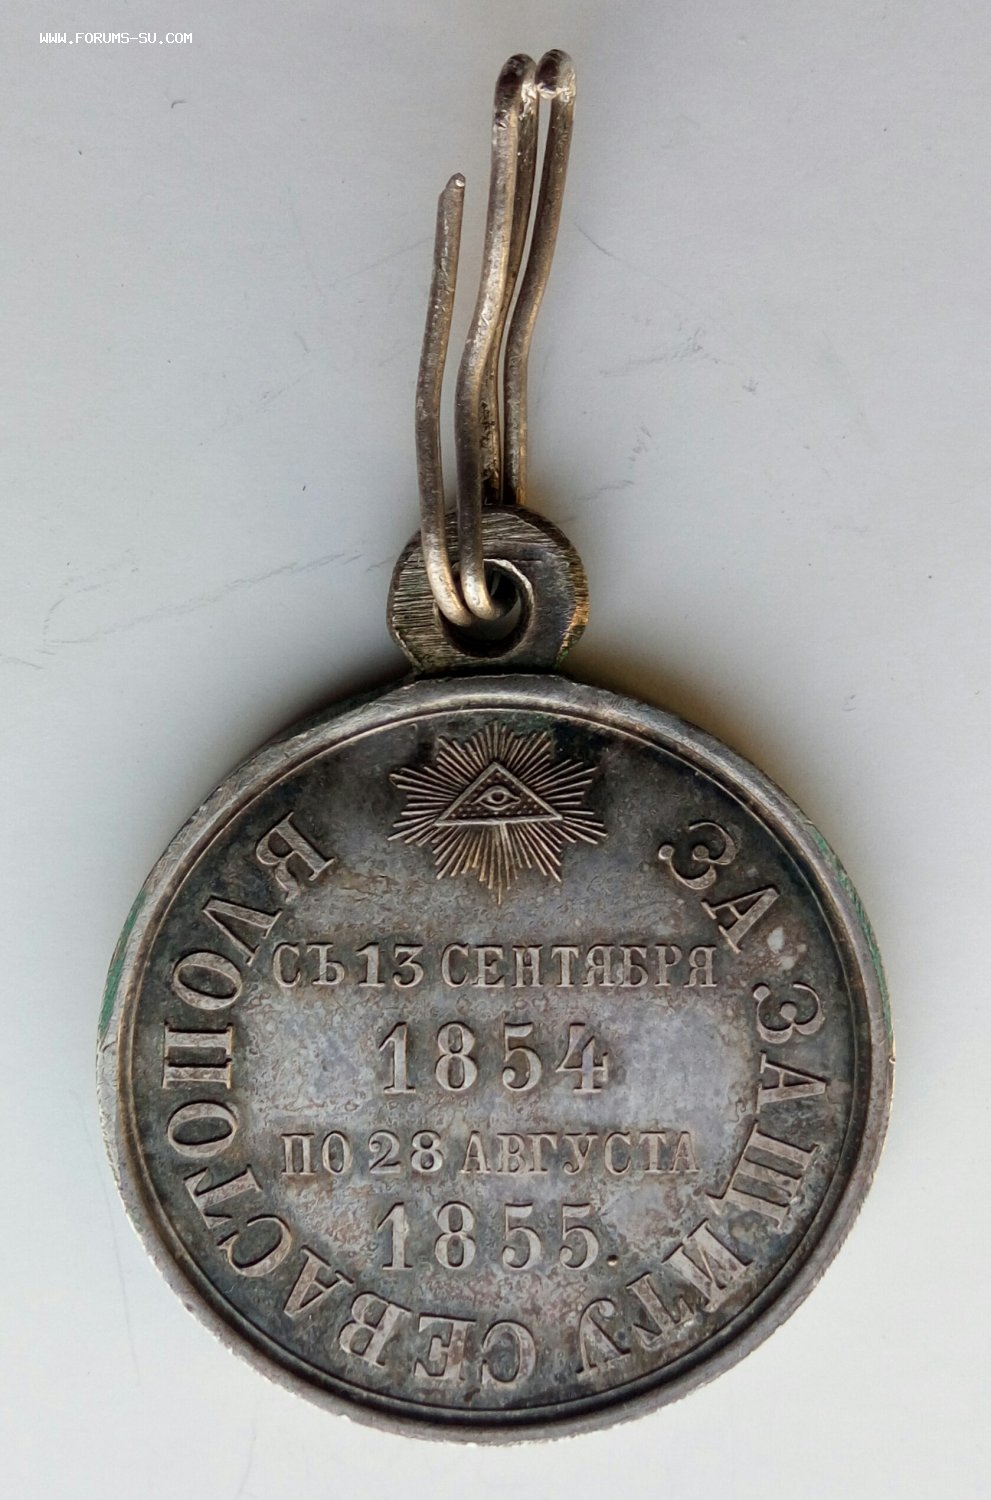 WWW.FORUMS-SU.COM
ЗА ЗАЩИТУ СЕВАСТОПОЛЯ
СЪ 13 СЕНТЯБРЯ
1854
ПО 28 АВГУСТА
1855.